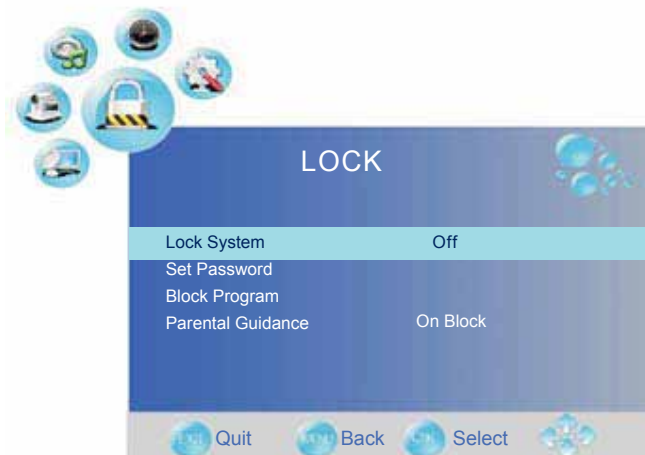 LOCK
Lock System Off
Set Password
Block Program
Parental Guidance On Block
Quit Back Select